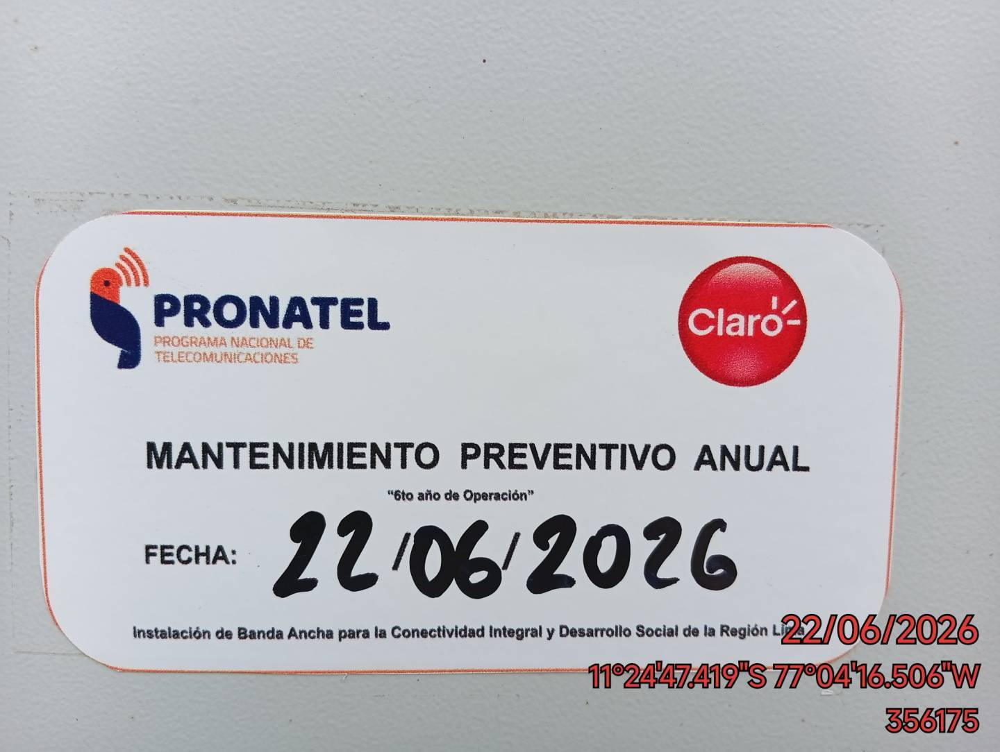 PRONATEL
PROGRAMA NACIONAL DE
TELECOMUNICACIONES
Claro
MANTENIMIENTO PREVENTIVO ANUAL
"6to año de Operación"
FECHA: 22/06/2026
Instalación de Banda Ancha para la Conectividad Integral y Desarrollo Social de la Región Lima
22/06/2026
11°24'47.419"S 77°04'16.506"W
356175